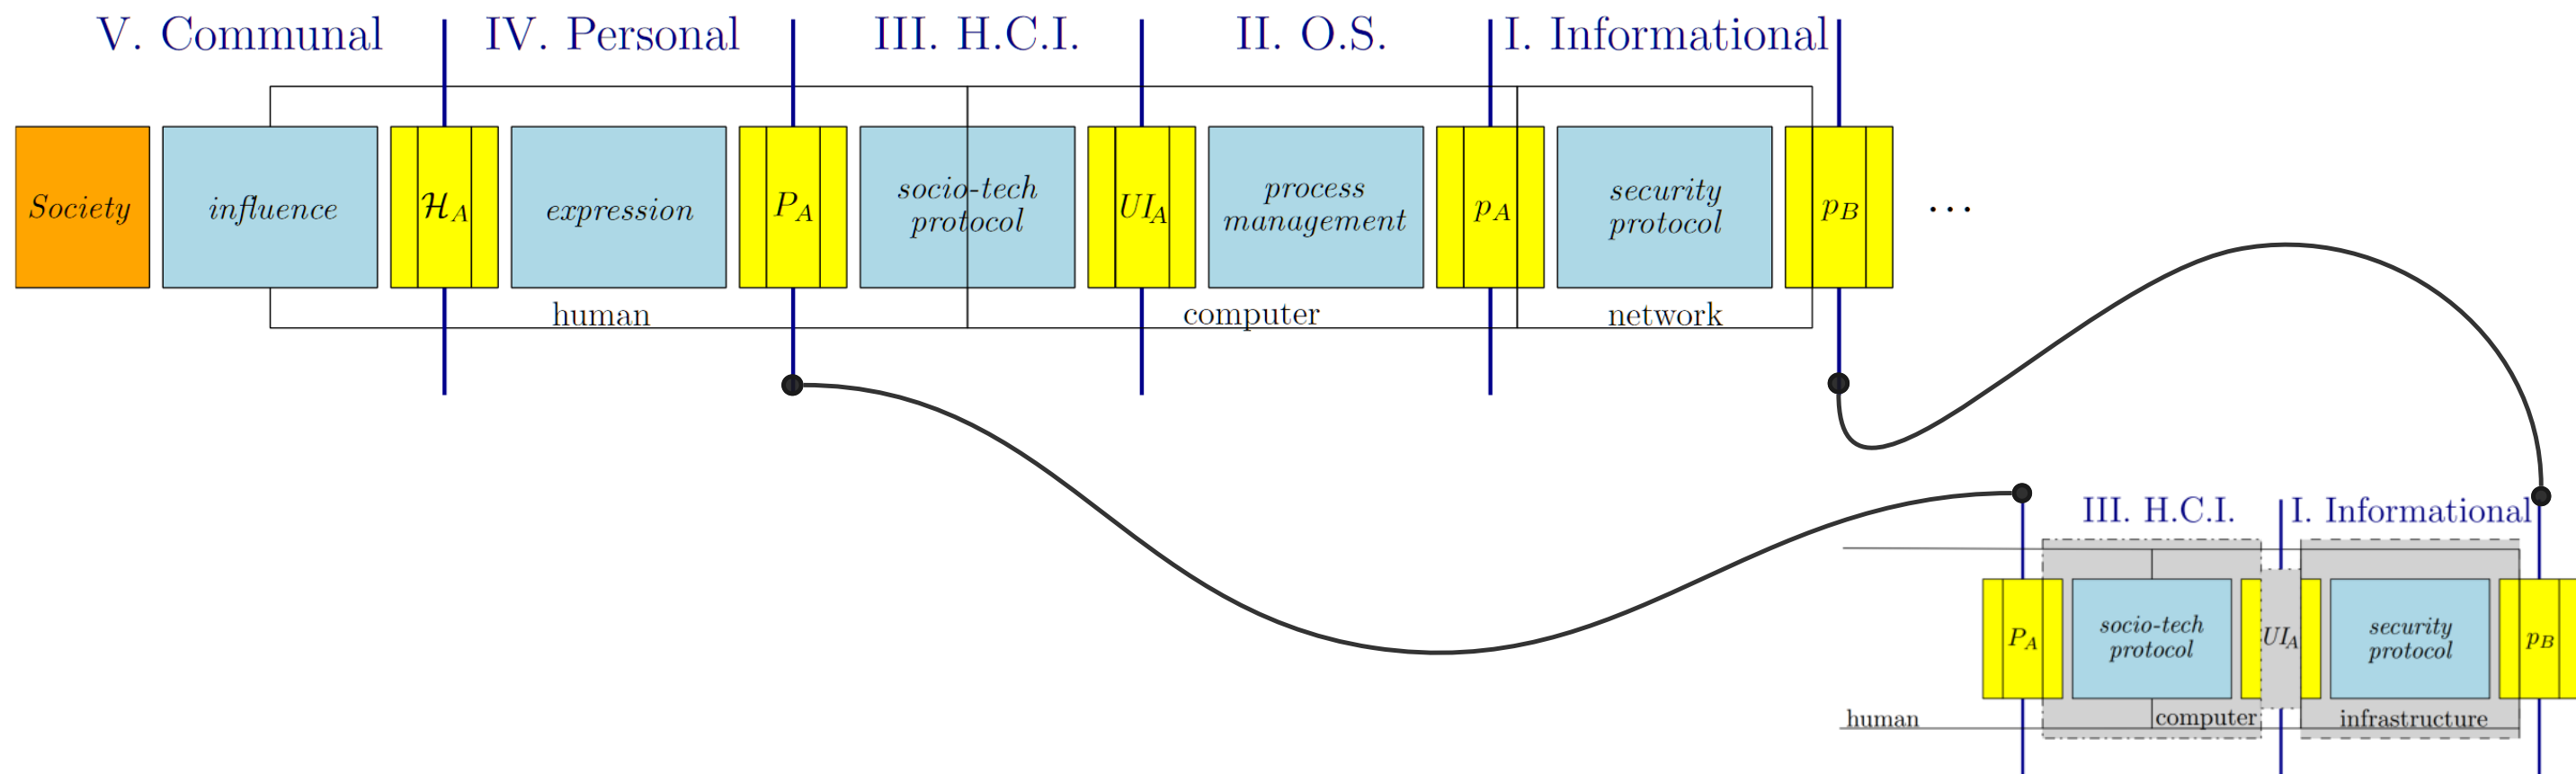 V. Communal
IV. Personal
III. H.C.I.
II. O.S.
I. Informational
Society
influence
ℋ_A
expression
P_A
socio-tech
protocol
UI_A
process
management
p_A
security
protocol
p_B
...
human
computer
network
III. H.C.I.
I. Informational
P_A
socio-tech
protocol
UI_A
security
protocol
p_B
human
computer
infrastructure